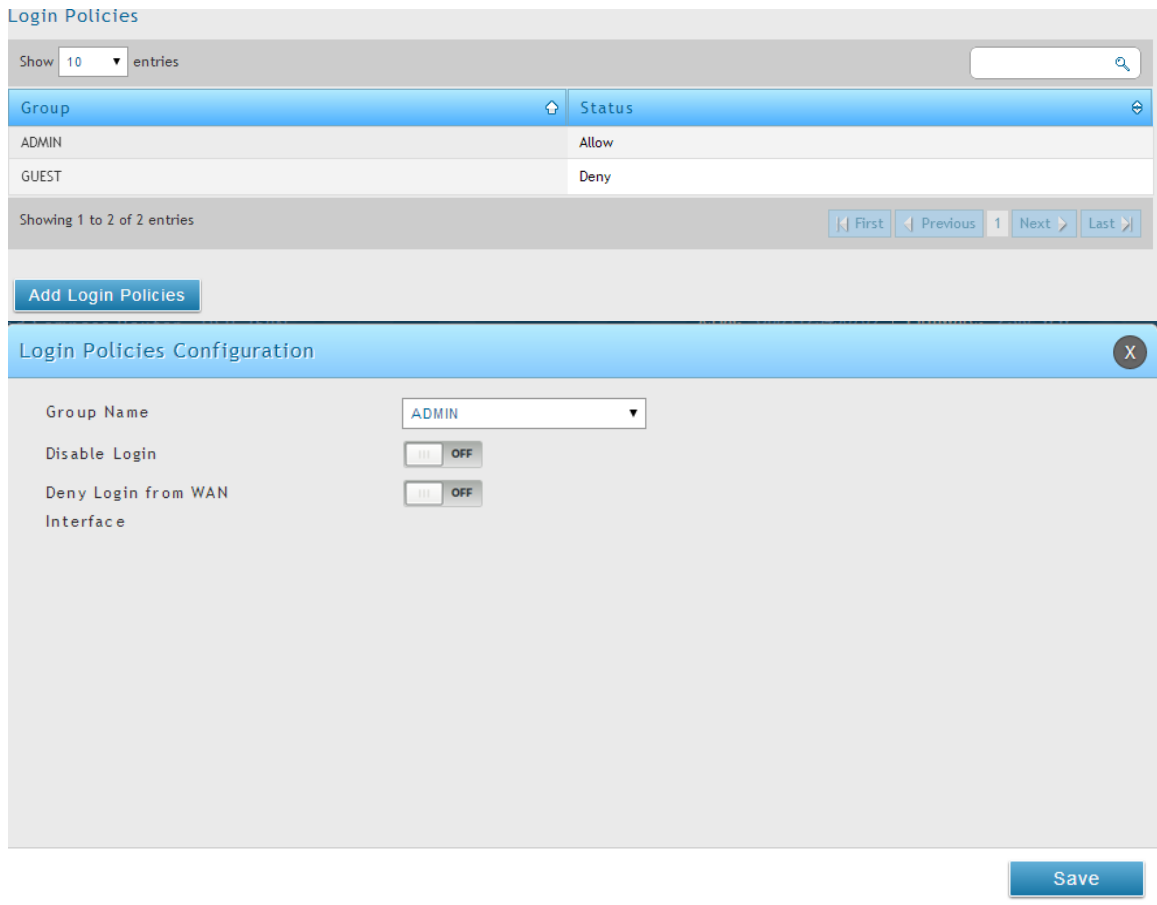 Login Policies
Show 10 entries
Group Status
ADMIN Allow
GUEST Deny
Showing 1 to 2 of 2 entries First Previous 1 Next Last
Add Login Policies
Login Policies Configuration X
Group Name ADMIN
Disable Login OFF
Deny Login from WAN OFF
Interface
Save